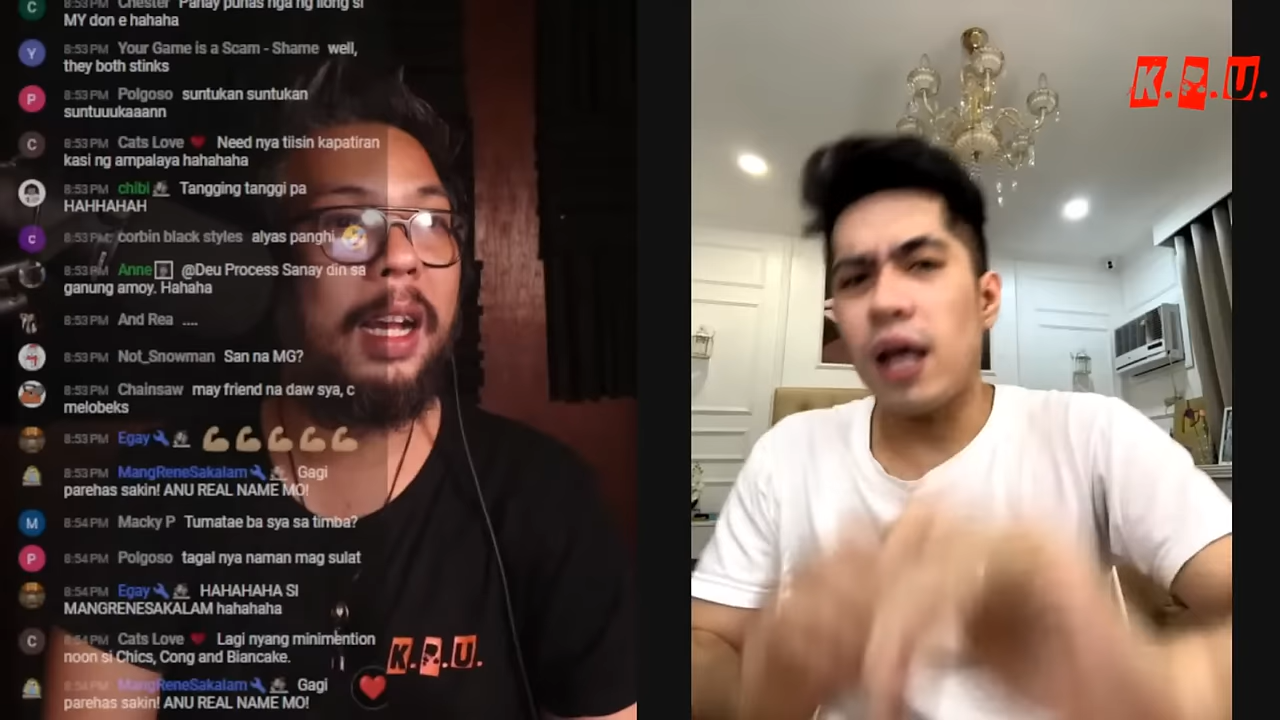 C Chester Panay punas nga ng ilong si
MY don e hahaha
Y 8:53 PM Your Game is a Scam - Shame well,
they both stinks
P 8:53 PM Polgoso suntukan suntukan
suntuuukaaann
C 8:53 PM Cats Love Need nya tiisin kapatiran
kasi ng ampalaya hahahaha
8:53 PM chibi Tangging tanggi pa
HAHHAHAH
c 8:53 PM corbin black styles alyas panghi
8:53 PM Anne @Deu Process Sanay din sa
ganung amoy. Hahaha
8:53 PM And Rea ....
8:53 PM Not_Snowman San na MG?
8:53 PM Chainsaw may friend na daw sya, c
melobeks
8:53 PM Egay 💪💪💪💪💪
8:53 PM MangReneSakalam Gagi
parehas sakin! ANU REAL NAME MO!
M 8:54 PM Macky P Tumatae ba sya sa timba?
P 8:54 PM Polgoso tagal nya naman mag sulat
8:54 PM Egay HAHAHAHA SI
MANGRENESAKALAM hahahaha
C 8:54 PM Cats Love Lagi nyang minimention
noon si Chics, Cong and Biancake.
8:54 PM MangReneSakalam Gagi
parehas sakin! ANU REAL NAME MO!
K. .U.
K. .U.